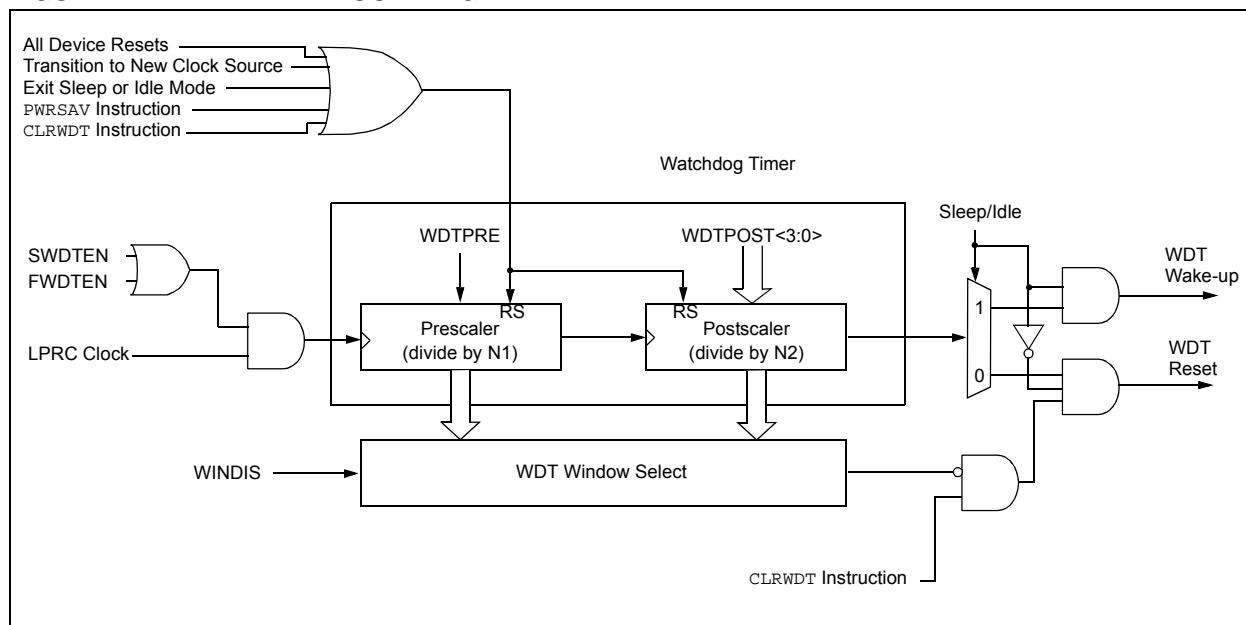 All Device Resets
Transition to New Clock Source
Exit Sleep or Idle Mode
PWRSAV Instruction
CLRWDT Instruction
Watchdog Timer
Sleep/Idle
WDTPRE
WDTPOST<3:0>
SWDTEN
FWDTEN
WDT
Wake-up
RS
RS
Prescaler
(divide by N1)
Postscaler
(divide by N2)
1
0
LPRC Clock
WDT
Reset
WINDIS
WDT Window Select
CLRWDT Instruction